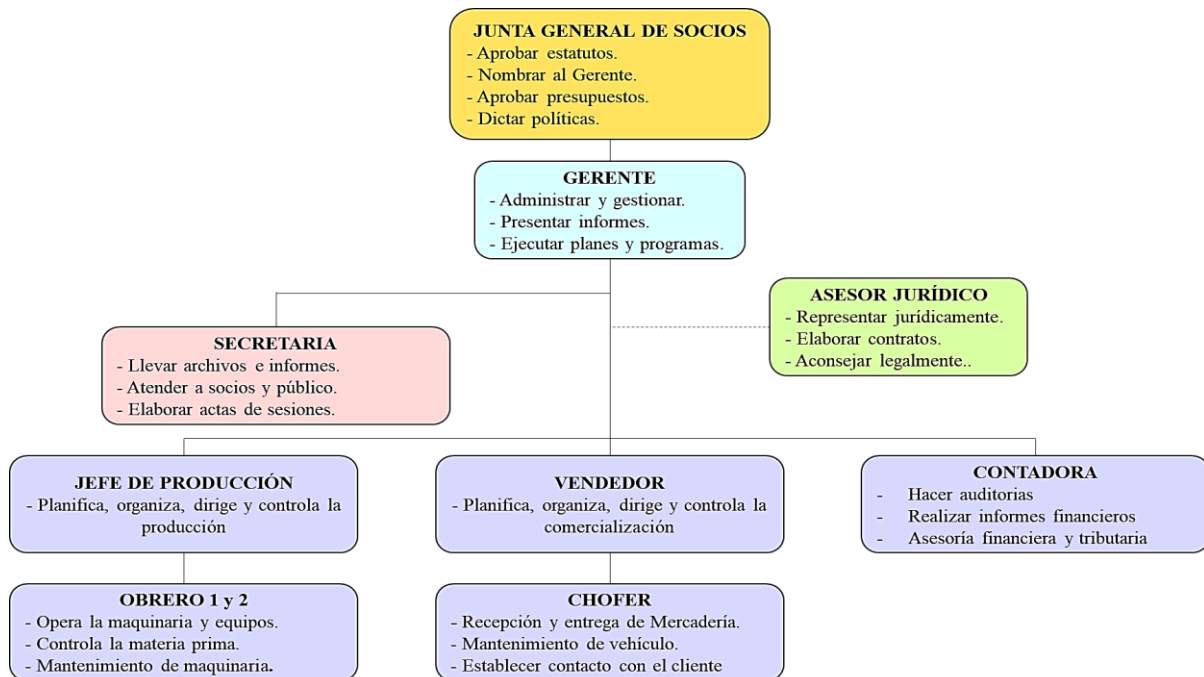 JUNTA GENERAL DE SOCIOS
- Aprobar estatutos.
- Nombrar al Gerente.
- Aprobar presupuestos.
- Dictar políticas.
GERENTE
- Administrar y gestionar.
- Presentar informes.
- Ejecutar planes y programas.
ASESOR JURÍDICO
- Representar jurídicamente.
- Elaborar contratos.
- Aconsejar legalmente..
SECRETARIA
- Llevar archivos e informes.
- Atender a socios y público.
- Elaborar actas de sesiones.
JEFE DE PRODUCCIÓN
- Planifica, organiza, dirige y controla la
producción
VENDEDOR
- Planifica, organiza, dirige y controla la
comercialización
CONTADORA
- Hacer auditorias
- Realizar informes financieros
- Asesoría financiera y tributaria
OBRERO 1 y 2
- Opera la maquinaria y equipos.
- Controla la materia prima.
- Mantenimiento de maquinaria.
CHOFER
- Recepción y entrega de Mercadería.
- Mantenimiento de vehículo.
- Establecer contacto con el cliente